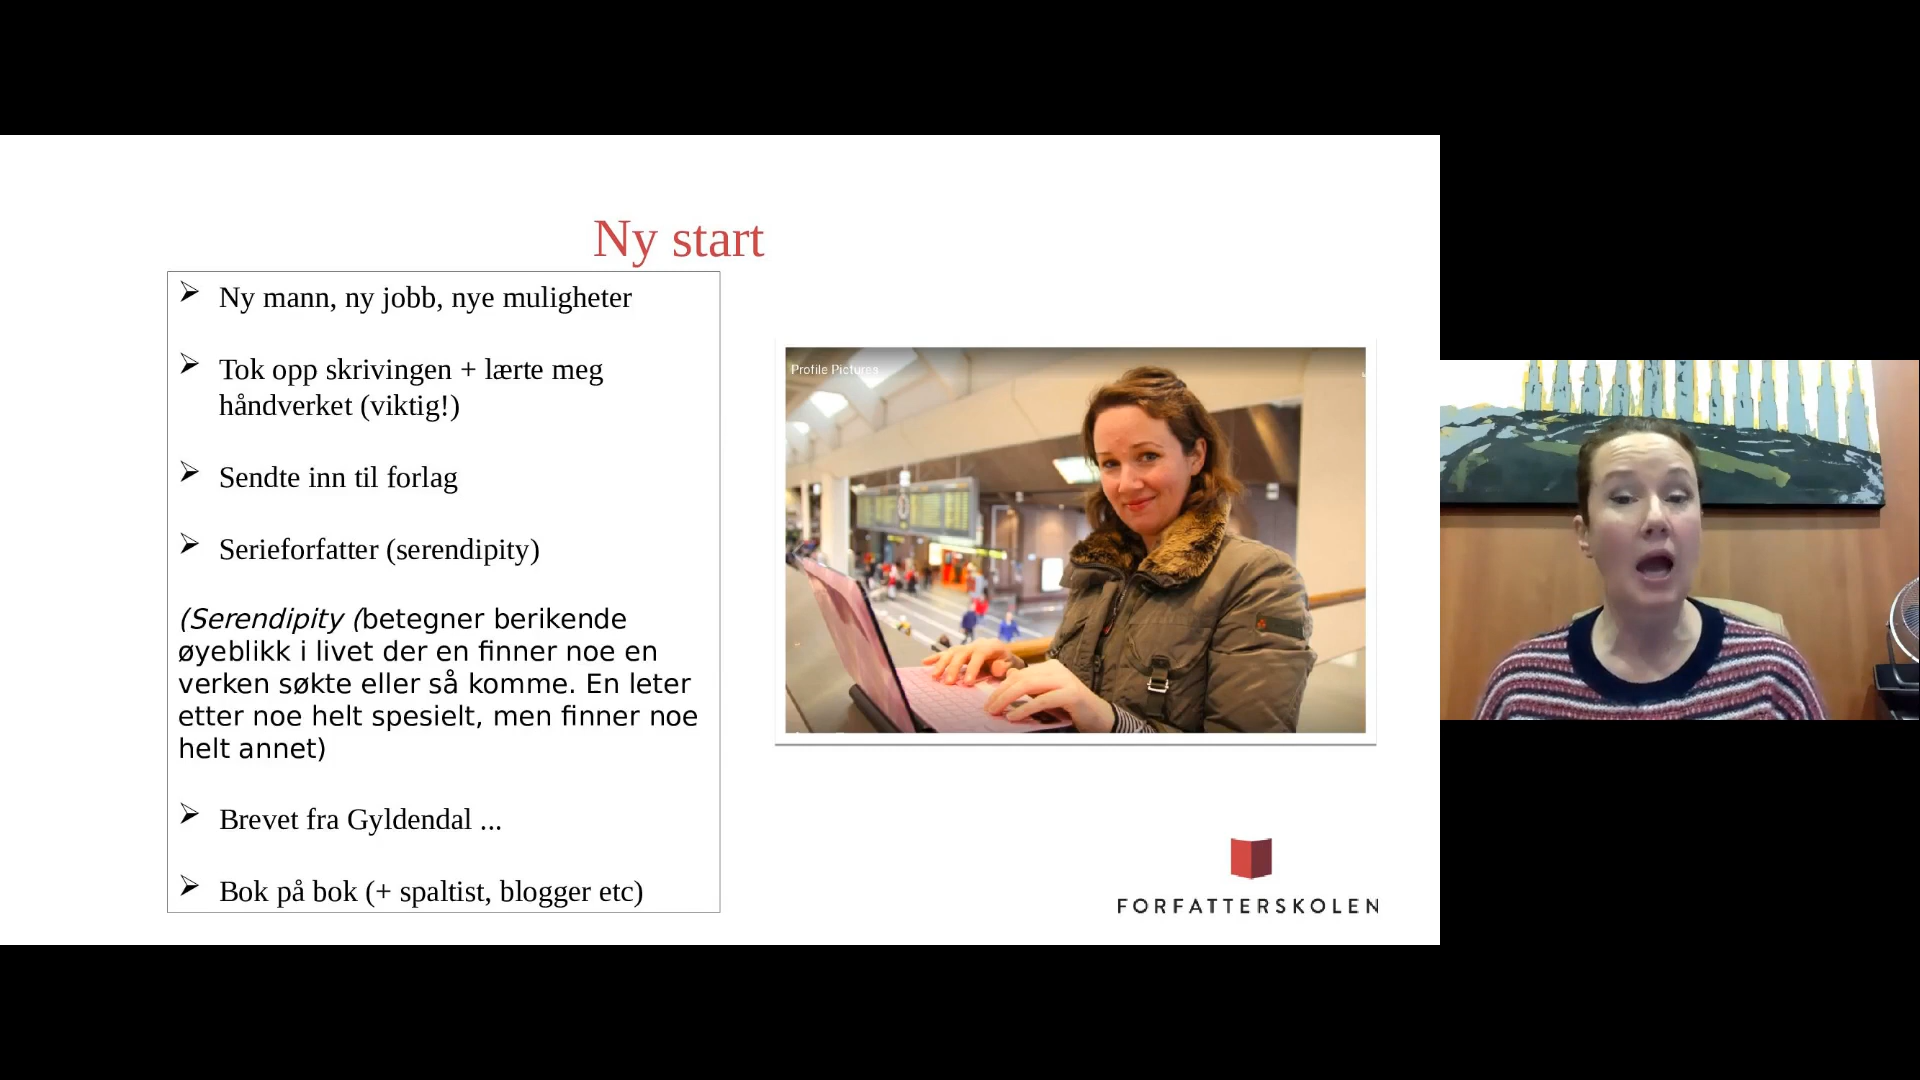 Ny start
Ny mann, ny jobb, nye muligheter
Tok opp skrivingen + lærte meg
håndverket (viktig!)
Sendte inn til forlag
Serieforfatter (serendipity)
(Serendipity (betegner berikende
øyeblikk i livet der en finner noe en
verken søkte eller så komme. En leter
etter noe helt spesielt, men finner noe
helt annet)
Brevet fra Gyldendal ...
Bok på bok (+ spaltist, blogger etc)
Profile Pictures
FORFATTERSKOLEN